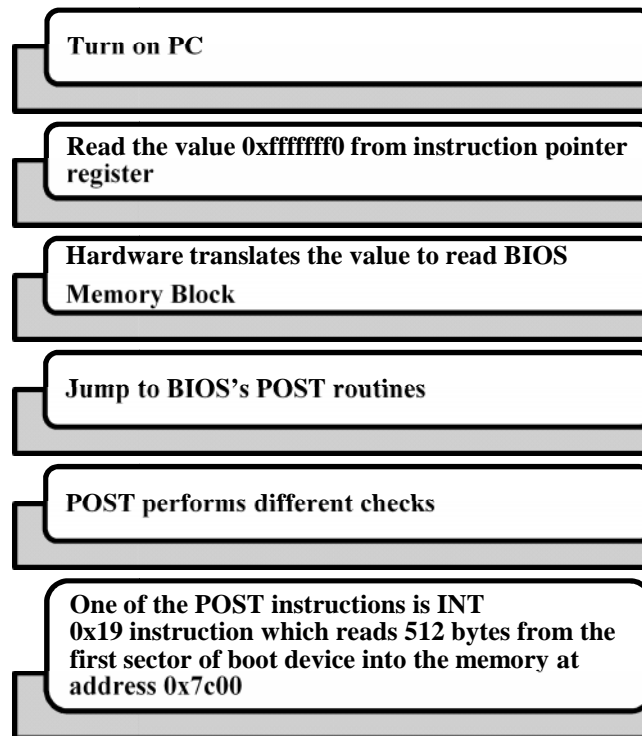 Turn on PC
Read the value 0xfffffff0 from instruction pointer
register
Hardware translates the value to read BIOS
Memory Block
Jump to BIOS’s POST routines
POST performs different checks
One of the POST instructions is INT
0x19 instruction which reads 512 bytes from the
first sector of boot device into the memory at
address 0x7c00